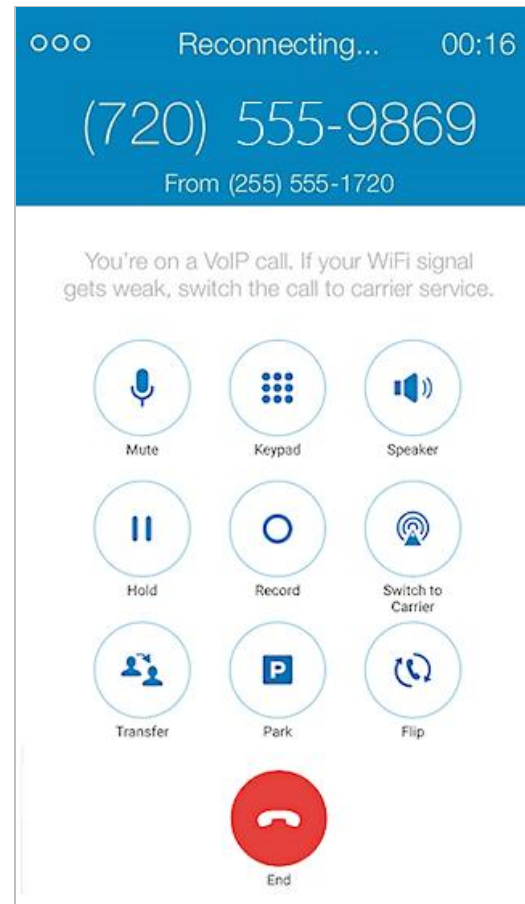 Reconnecting... 00:16
(720) 555-9869
From (255) 555-1720
You're on a VoIP call. If your WiFi signal
gets weak, switch the call to carrier service.
Mute Keypad Speaker
Hold Record Switch to
Carrier
P
Transfer Park Flip
End